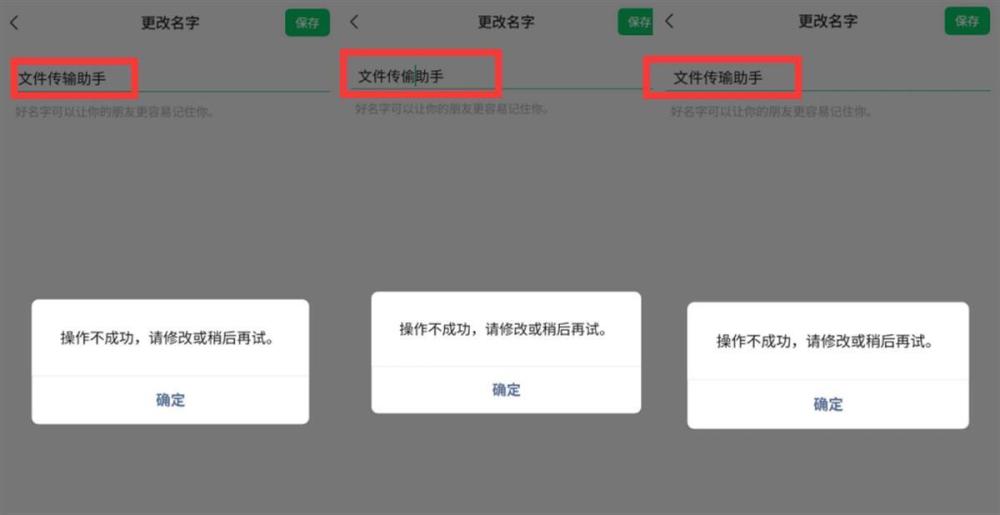 更改名字
保存
文件传输助手
好名字可以让你的朋友更容易记住你。
操作不成功，请修改或稍后再试。
确定
更改名字
保存
文件传偷助手
好名字可以让你的朋友更容易记住你。
操作不成功，请修改或稍后再试。
确定
更改名字
保存
文件传瑜助手
好名字可以让你的朋友更容易记住你。
操作不成功，请修改或稍后再试。
确定